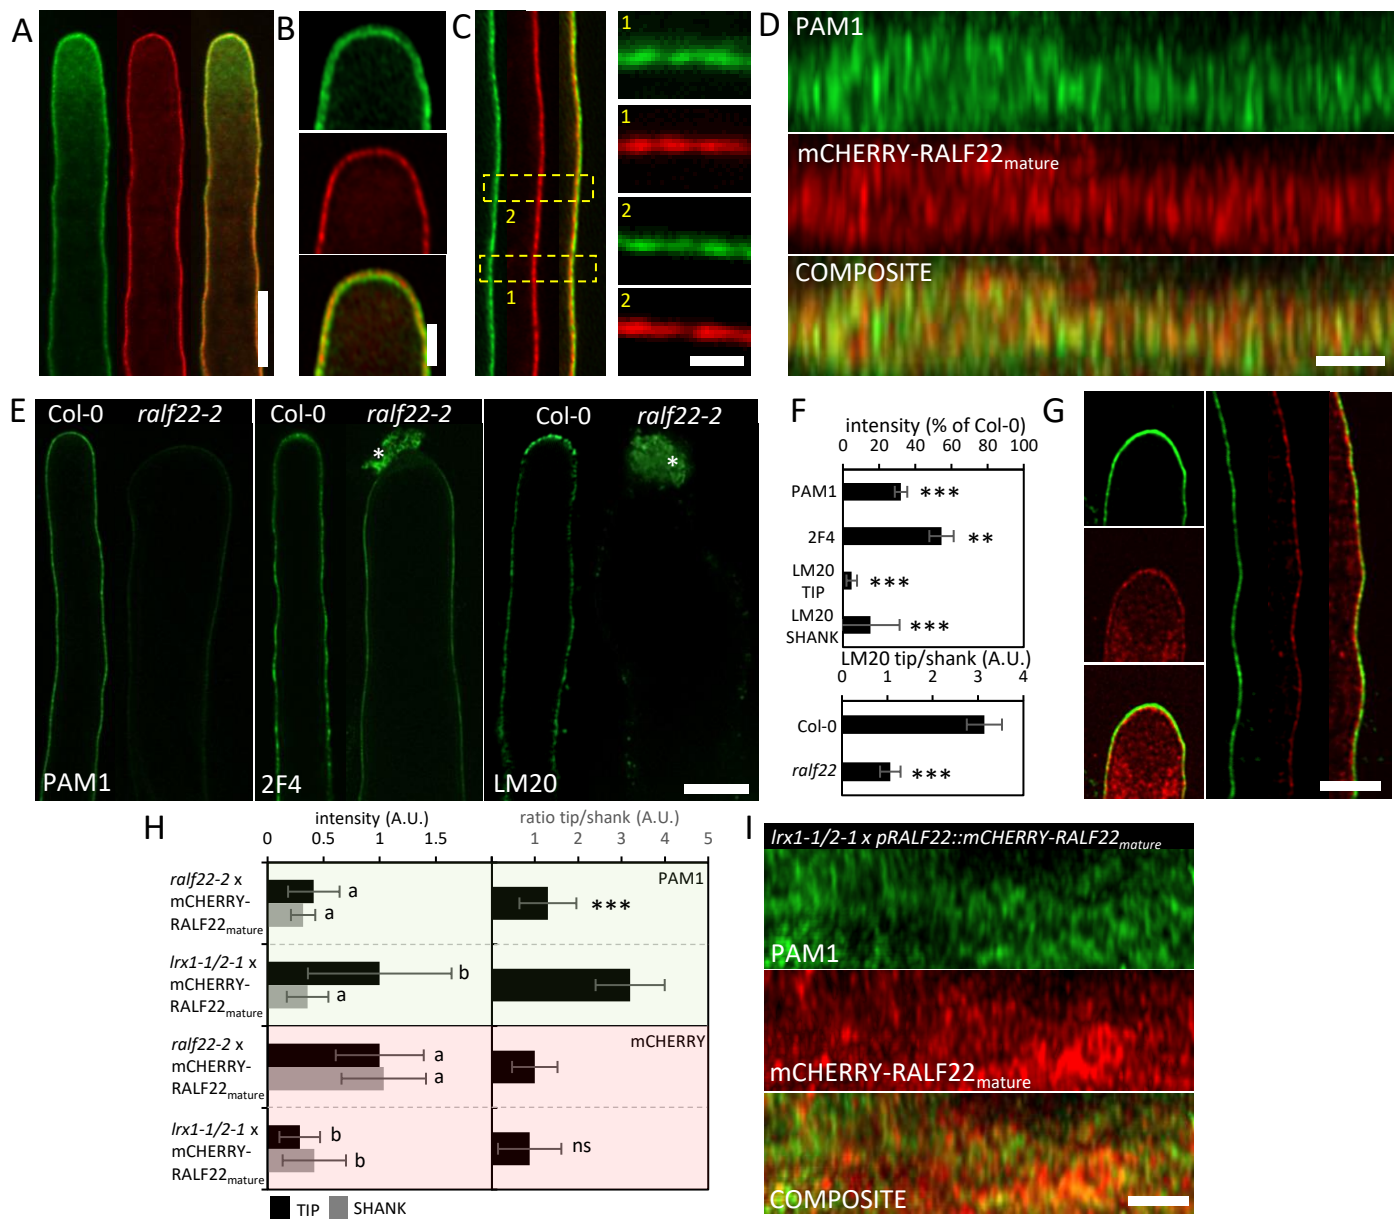 A
B
C
1
1
2
2
2
1
D
PAM1
mCHERRY-RALF22mature
COMPOSITE
E
Col-0
ralf22-2
Col-0
ralf22-2
Col-0
ralf22-2
*
*
PAM1
2F4
LM20
F
intensity (% of Col-0)
0 20 40 60 80 100
PAM1
***
2F4
**
LM20
TIP
***
LM20
SHANK
***
LM20 tip/shank (A.U.)
0 1 2 3 4
Col-0
ralf22
***
G
H
intensity (A.U.)
0 0.5 1 1.5
ratio tip/shank (A.U.)
1 2 3 4 5
ralf22-2 x
mCHERRY-
RALF22mature
a
a
PAM1
***
lrx1-1/2-1 x
mCHERRY-
RALF22mature
b
a
ralf22-2 x
mCHERRY-
RALF22mature
a
a
mCHERRY
lrx1-1/2-1 x
mCHERRY-
RALF22mature
b
b
ns
TIP
SHANK
I
lrx1-1/2-1 x pRALF22::mCHERRY-RALF22mature
PAM1
mCHERRY-RALF22mature
COMPOSITE